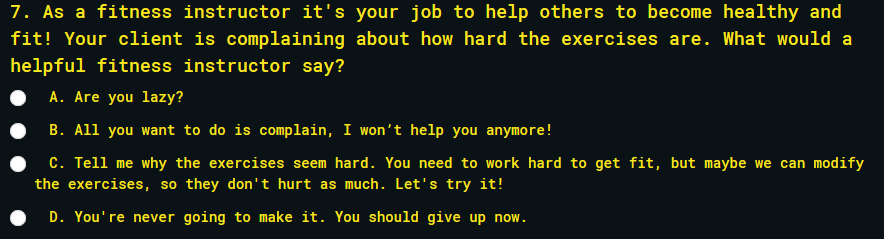 7. As a fitness instructor it's your job to help others to become healthy and
fit! Your client is complaining about how hard the exercises are. What would a
helpful fitness instructor say?
A. Are you lazy?
B. All you want to do is complain, I won’t help you anymore!
C. Tell me why the exercises seem hard. You need to work hard to get fit, but maybe we can modify
the exercises, so they don't hurt as much. Let's try it!
D. You're never going to make it. You should give up now.